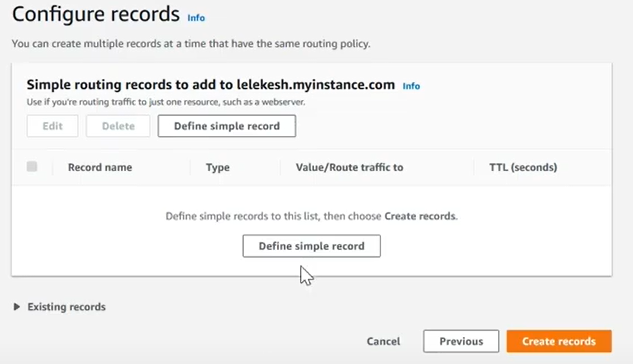 Configure records Info
You can create multiple records at a time that have the same routing policy.
Simple routing records to add to lelekesh.myinstance.com Info
Use if you're routing traffic to just one resource, such as a webserver.
Edit Delete Define simple record
Record name Type Value/Route traffic to TTL (seconds)
Define simple records to this list, then choose Create records.
Define simple record
Existing records
Cancel Previous Create records